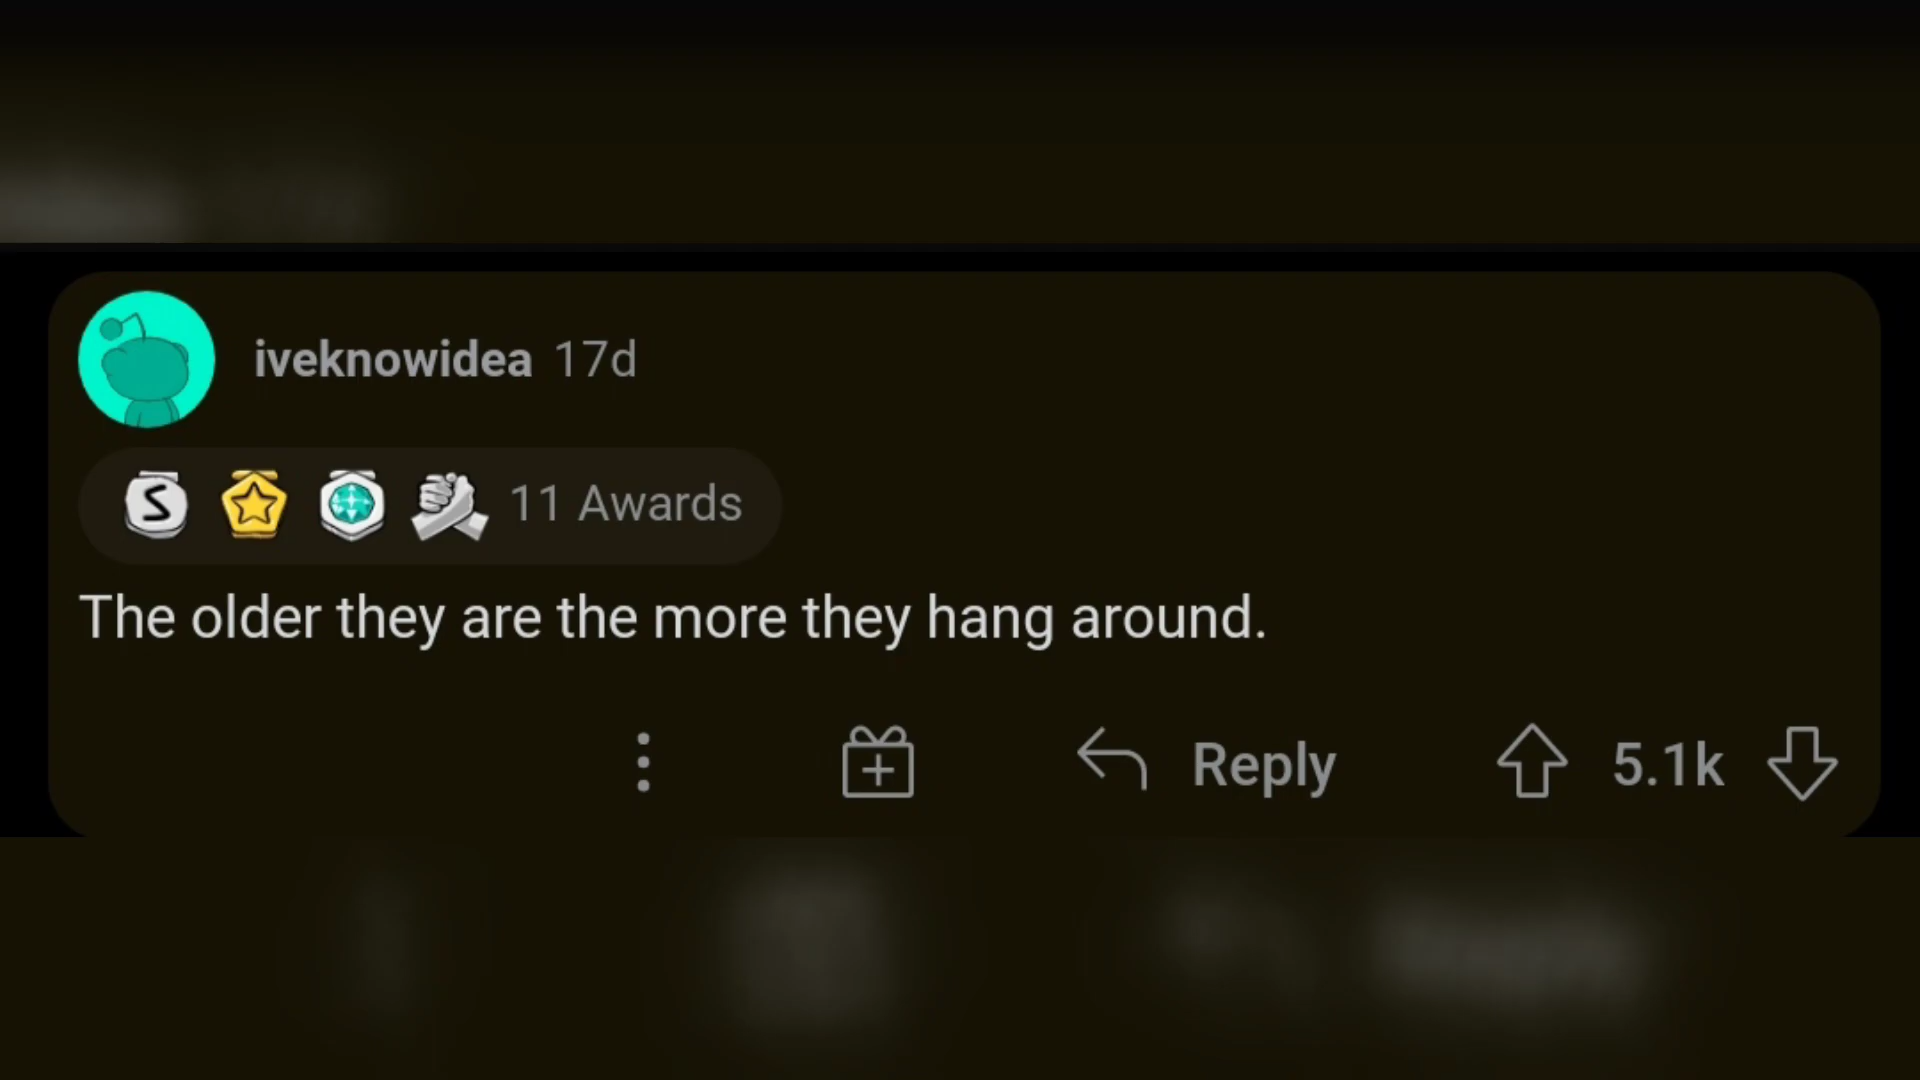 iveknowidea 17d
S 11 Awards
The older they are the more they hang around.
Reply 5.1k